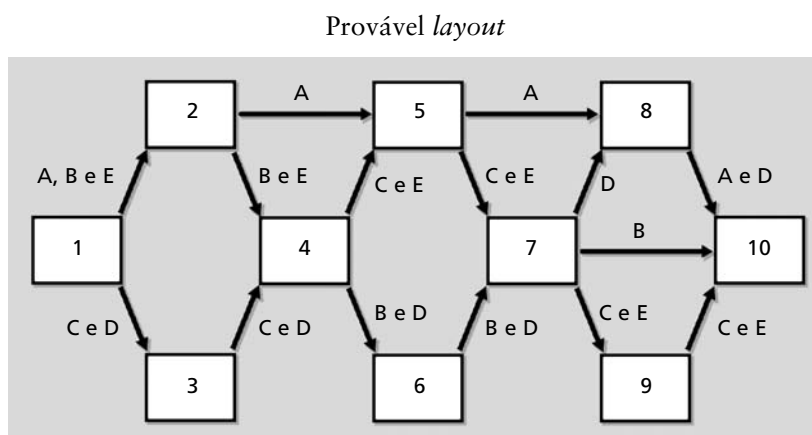 Provável layout
A
A
2
5
8
A, B e E
B e E
C e E
C e E
D
A e D
B
1
4
7
10
C e D
C e D
B e D
B e D
C e E
C e E
3
6
9